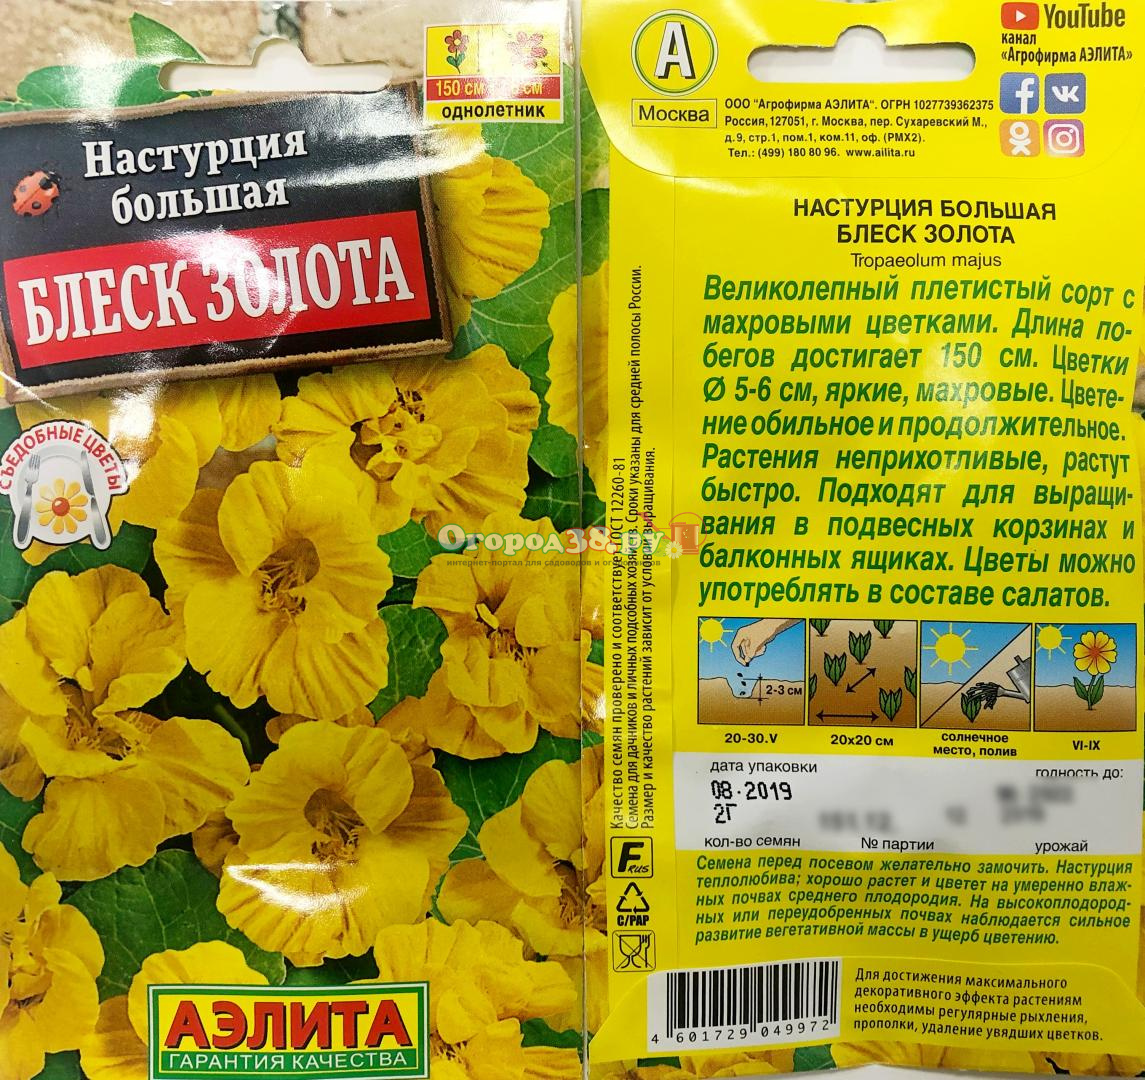 150 см
однолетник
Настурция
большая
БЛЕСК ЗОЛОТА
СЪЕДОБНЫЕ ЦВЕТЫ
Огород38.ру
интернет-портал для садоводов и огородников
АЭЛИТА
ГАРАНТИЯ КАЧЕСТВА
А
Москва
YouTube
канал
«Агрофирма АЭЛИТА»
ООО "Агрофирма АЭЛИТА". ОГРН 1027739362375
Россия,127051, г. Москва, пер. Сухаревский М.,
д.9, стр.1, пом.1, ком.11, оф. (РМХ2).
Тел.: (499) 180 80 96. www.ailita.ru
НАСТУРЦИЯ БОЛЬШАЯ
БЛЕСК ЗОЛОТА
Tropaeolum majus
Великолепный плетистый сорт с
махровыми цветками. Длина по-
бегов достигает 150 см. Цветки
Ø 5-6 см, яркие, махровые. Цвете-
ние обильное и продолжительное.
Растения неприхотливые, растут
быстро. Подходят для выращи-
вания в подвесных корзинах и
балконных ящиках. Цветы можно
употреблять в составе салатов.
2-3 см
20-30.V
20х20 см
солнечное
место, полив
VI-IX
дата упаковки
годность до:
08·2019
2Г
кол-во семян
№ партии
урожай
Качество семян проверено и соответствует ГОСТ 12260-81
Семена для дачников и личных подсобных хозяйств. Сроки указаны для средней полосы России.
Размер и качество растений зависит от условий выращивания.
F RUS
C/PAP
Семена перед посевом желательно замочить. Настурция
теплолюбива; хорошо растет и цветет на умеренно влаж-
ных почвах среднего плодородия. На высокоплодород-
ных или переудобренных почвах наблюдается сильное
развитие вегетативной массы в ущерб цветению.
4 601729 049972
Для достижения максимального
декоративного эффекта растениям
необходимы регулярные рыхления,
прополки, удаление увядших цветков.